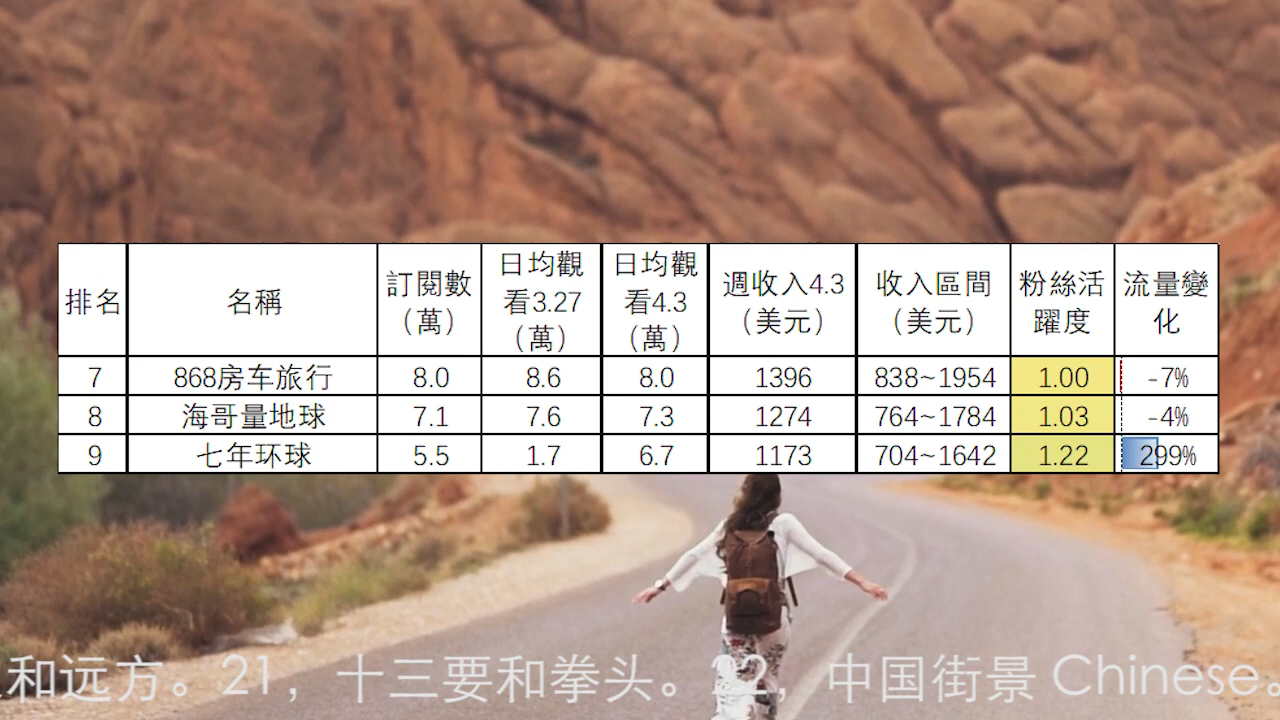 排名 名稱 訂閱數（萬） 日均觀看3.27（萬） 日均觀看4.3（萬） 週收入4.3（美元） 收入區間（美元） 粉絲活躍度 流量變化
7 868房车旅行 8.0 8.6 8.0 1396 838~1954 1.00 -7%
8 海哥量地球 7.1 7.6 7.3 1274 764~1784 1.03 -4%
9 七年环球 5.5 1.7 6.7 1173 704~1642 1.22 299%
和远方。21，十三要和拳头。22，中国街景 Chinese。